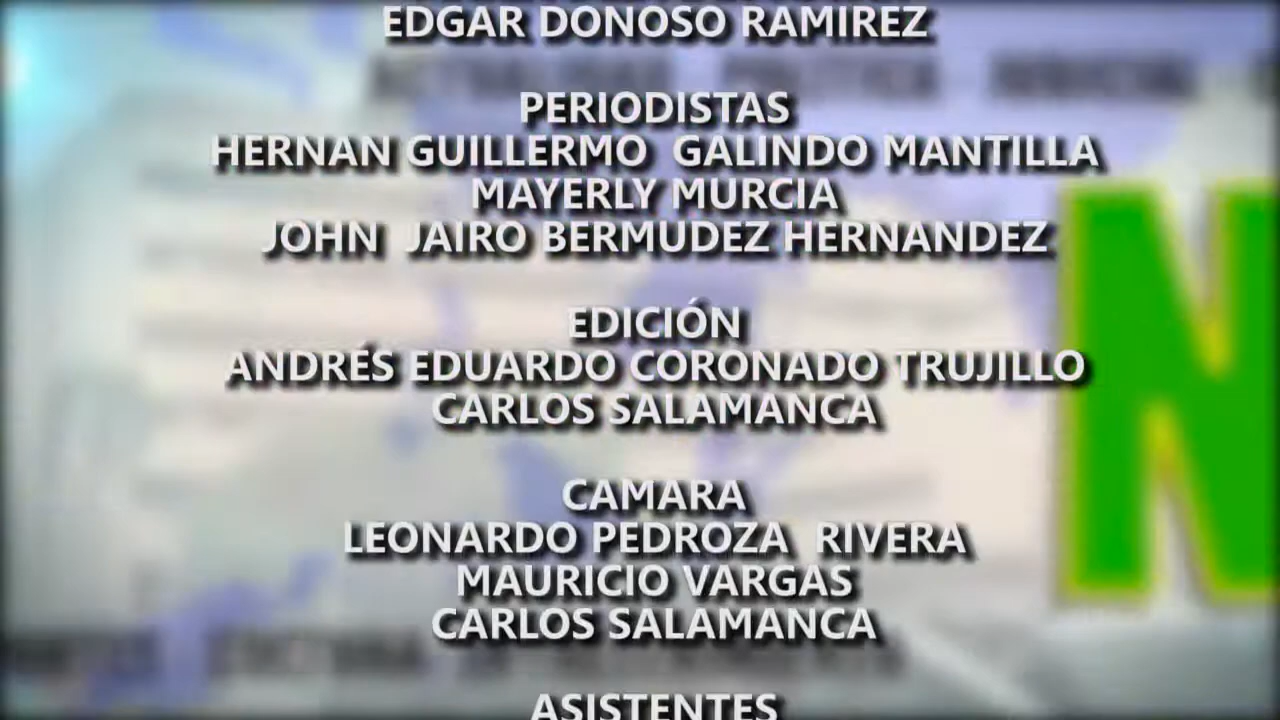 EDGAR DONOSO RAMIREZ
PERIODISTAS
HERNAN GUILLERMO GALINDO MANTILLA
MAYERLY MURCIA
JOHN JAIRO BERMUDEZ HERNANDEZ
EDICIÓN
ANDRÉS EDUARDO CORONADO TRUJILLO
CARLOS SALAMANCA
CAMARA
LEONARDO PEDROZA RIVERA
MAURICIO VARGAS
CARLOS SALAMANCA
ASISTENTES
N